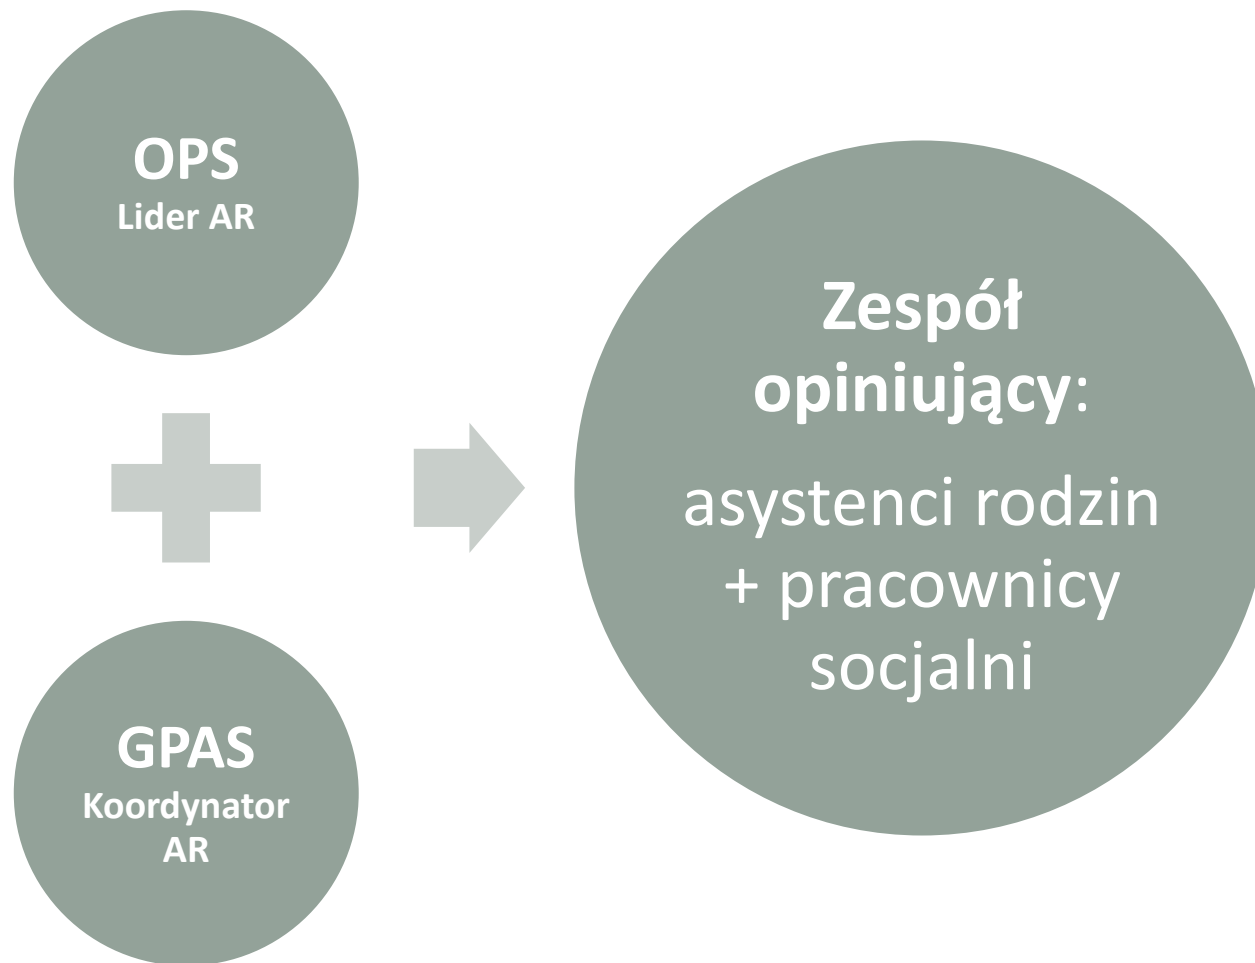 OPS
Lider AR
GPAS
Koordynator
AR
Zespół
opiniujący:
asystenci rodzin
+ pracownicy
socjalni